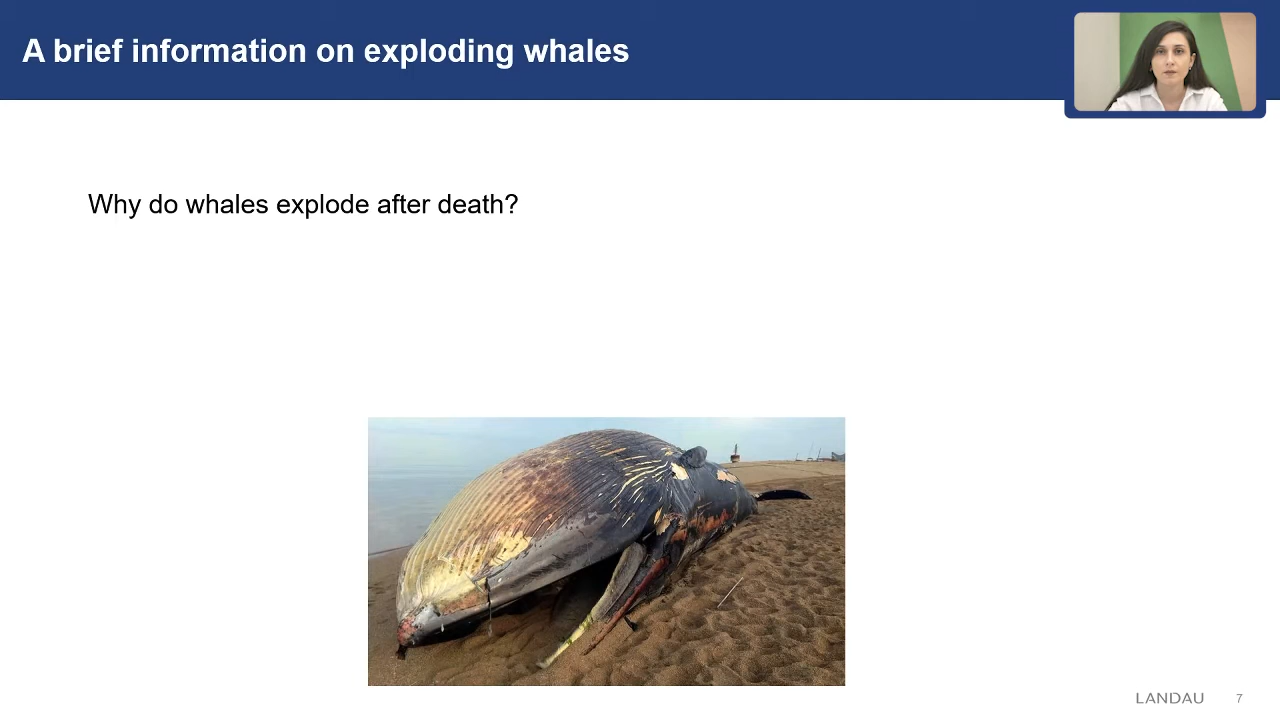 A brief information on exploding whales
Why do whales explode after death?
LANDAU
7